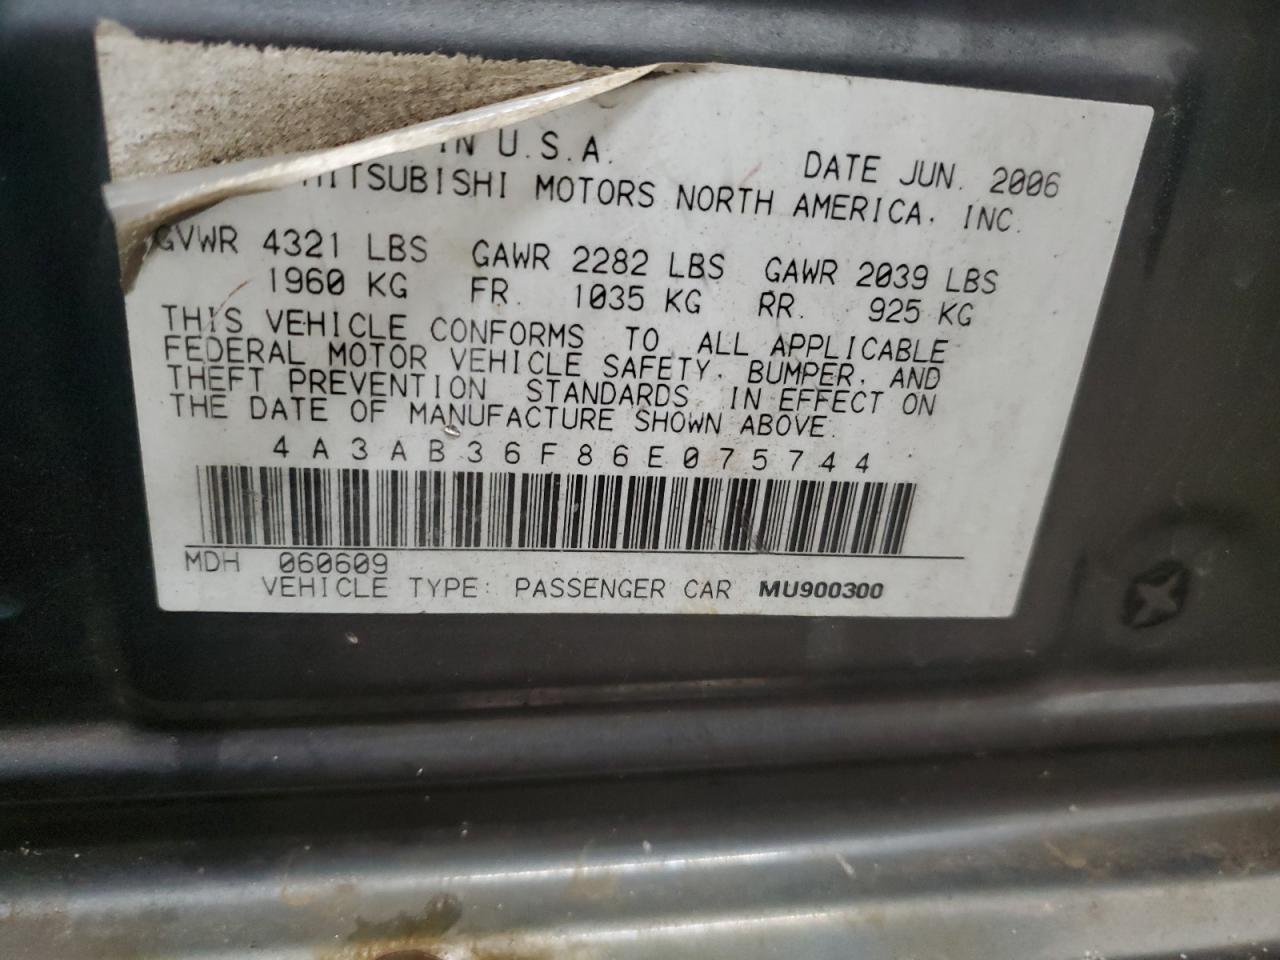 IN U.S.A. DATE JUN. 2006
MITSUBISHI MOTORS NORTH AMERICA, INC.
GVWR 4321 LBS GAWR 2282 LBS GAWR 2039 LBS
1960 KG FR. 1035 KG RR. 925 KG
THIS VEHICLE CONFORMS TO ALL APPLICABLE
FEDERAL MOTOR VEHICLE SAFETY, BUMPER, AND
THEFT PREVENTION STANDARDS IN EFFECT ON
THE DATE OF MANUFACTURE SHOWN ABOVE.
4A3AB36F86E075744
MDH 060609
VEHICLE TYPE: PASSENGER CAR MU900300